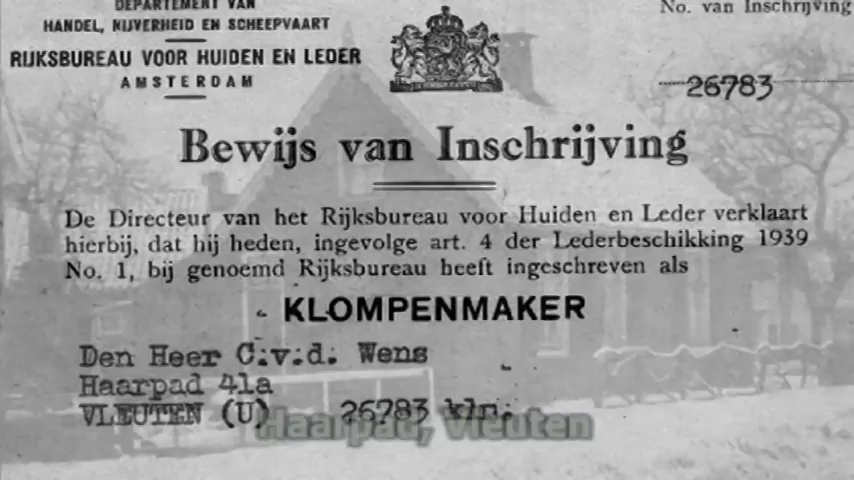 DEPARTEMENT VAN
HANDEL, NIJVERHEID EN SCHEEPVAART
RIJKSBUREAU VOOR HUIDEN EN LEDER
AMSTERDAM
No. van Inschrijving
26783
Bewijs van Inschrijving
De Directeur van het Rijksbureau voor Huiden en Leder verklaart
hierbij, dat hij heden, ingevolge art. 4 der Lederbeschikking 1939
No. 1, bij genoemd Rijksbureau heeft ingeschreven als
KLOMPENMAKER
Den Heer C.v.d. Wens
Haarpad 41a
VLEUTEN (U) 26783 klp.
Haarpad, Vleuten